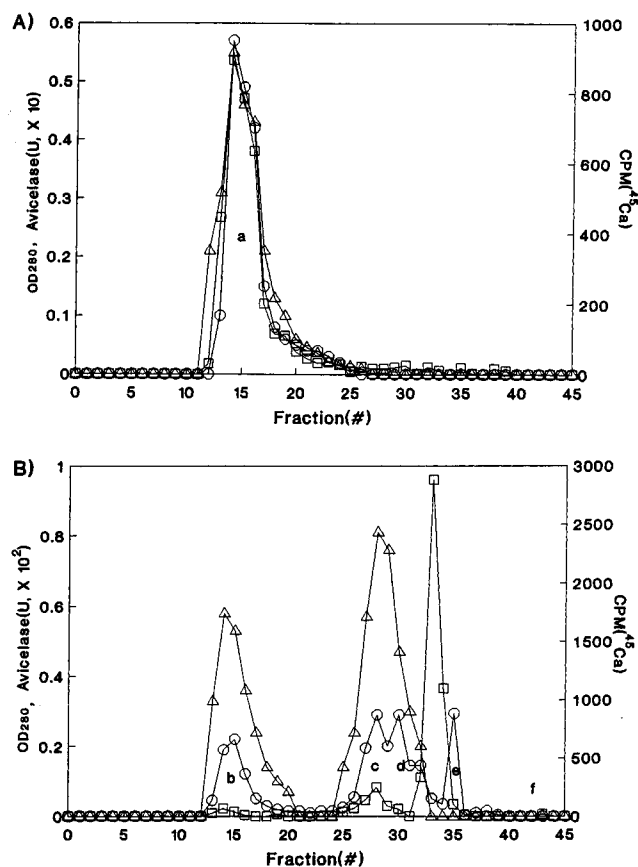 A)
0.6
0.5
0.4
0.3
0.2
0.1
0
OD280, Avicelase(U, X 10)
1000
800
600
400
200
0
CPM(45Ca)
a
0 5 10 15 20 25 30 35 40 45
Fraction(#)
B)
1
0.8
0.6
0.4
0.2
0
OD280, Avicelase(U, X 10²)
3000
2500
2000
1500
1000
500
0
CPM(45Ca)
b
c
d
e
f
0 5 10 15 20 25 30 35 40 45
Fraction(#)